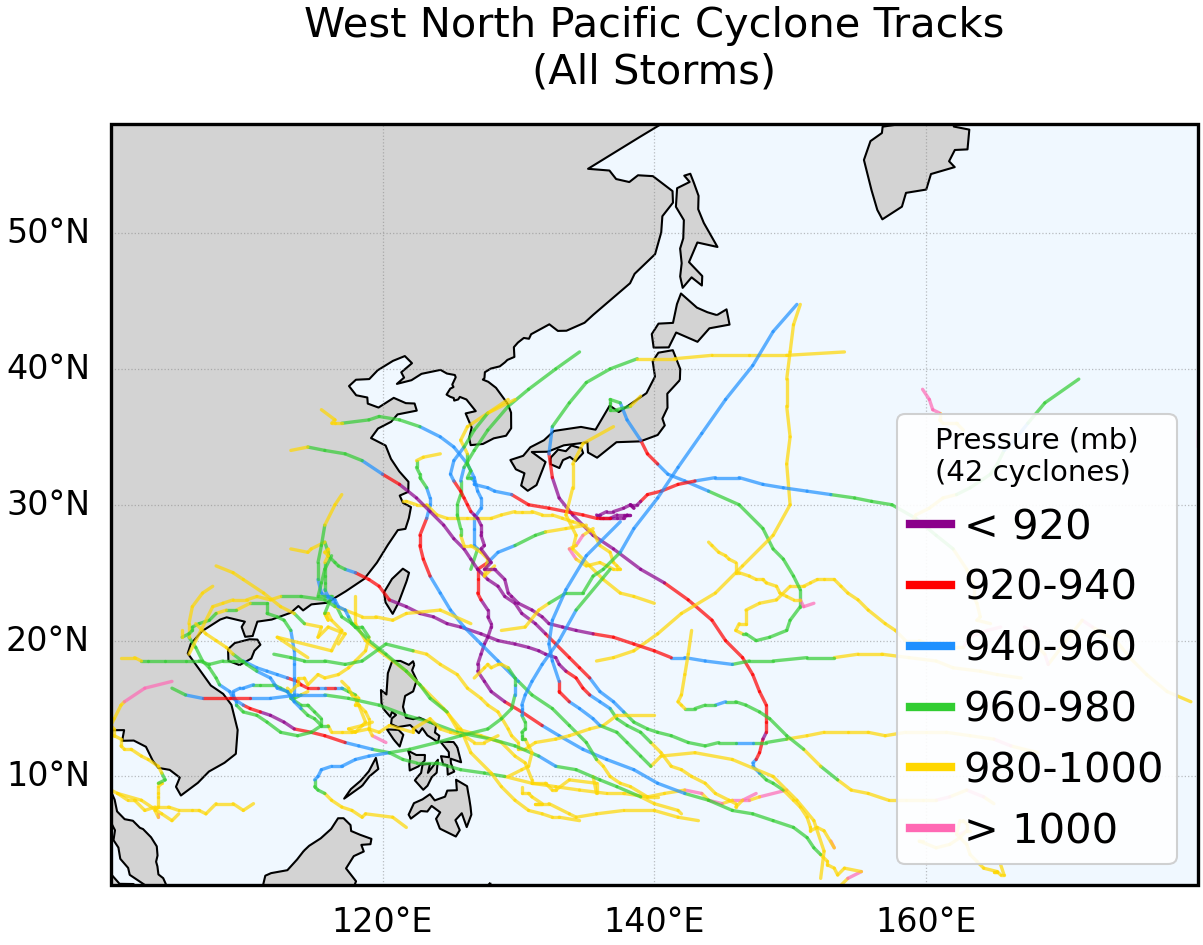 West North Pacific Cyclone Tracks
(All Storms)
50°N
40°N
30°N
20°N
10°N
120°E
140°E
160°E
Pressure (mb)
(42 cyclones)
< 920
920-940
940-960
960-980
980-1000
> 1000